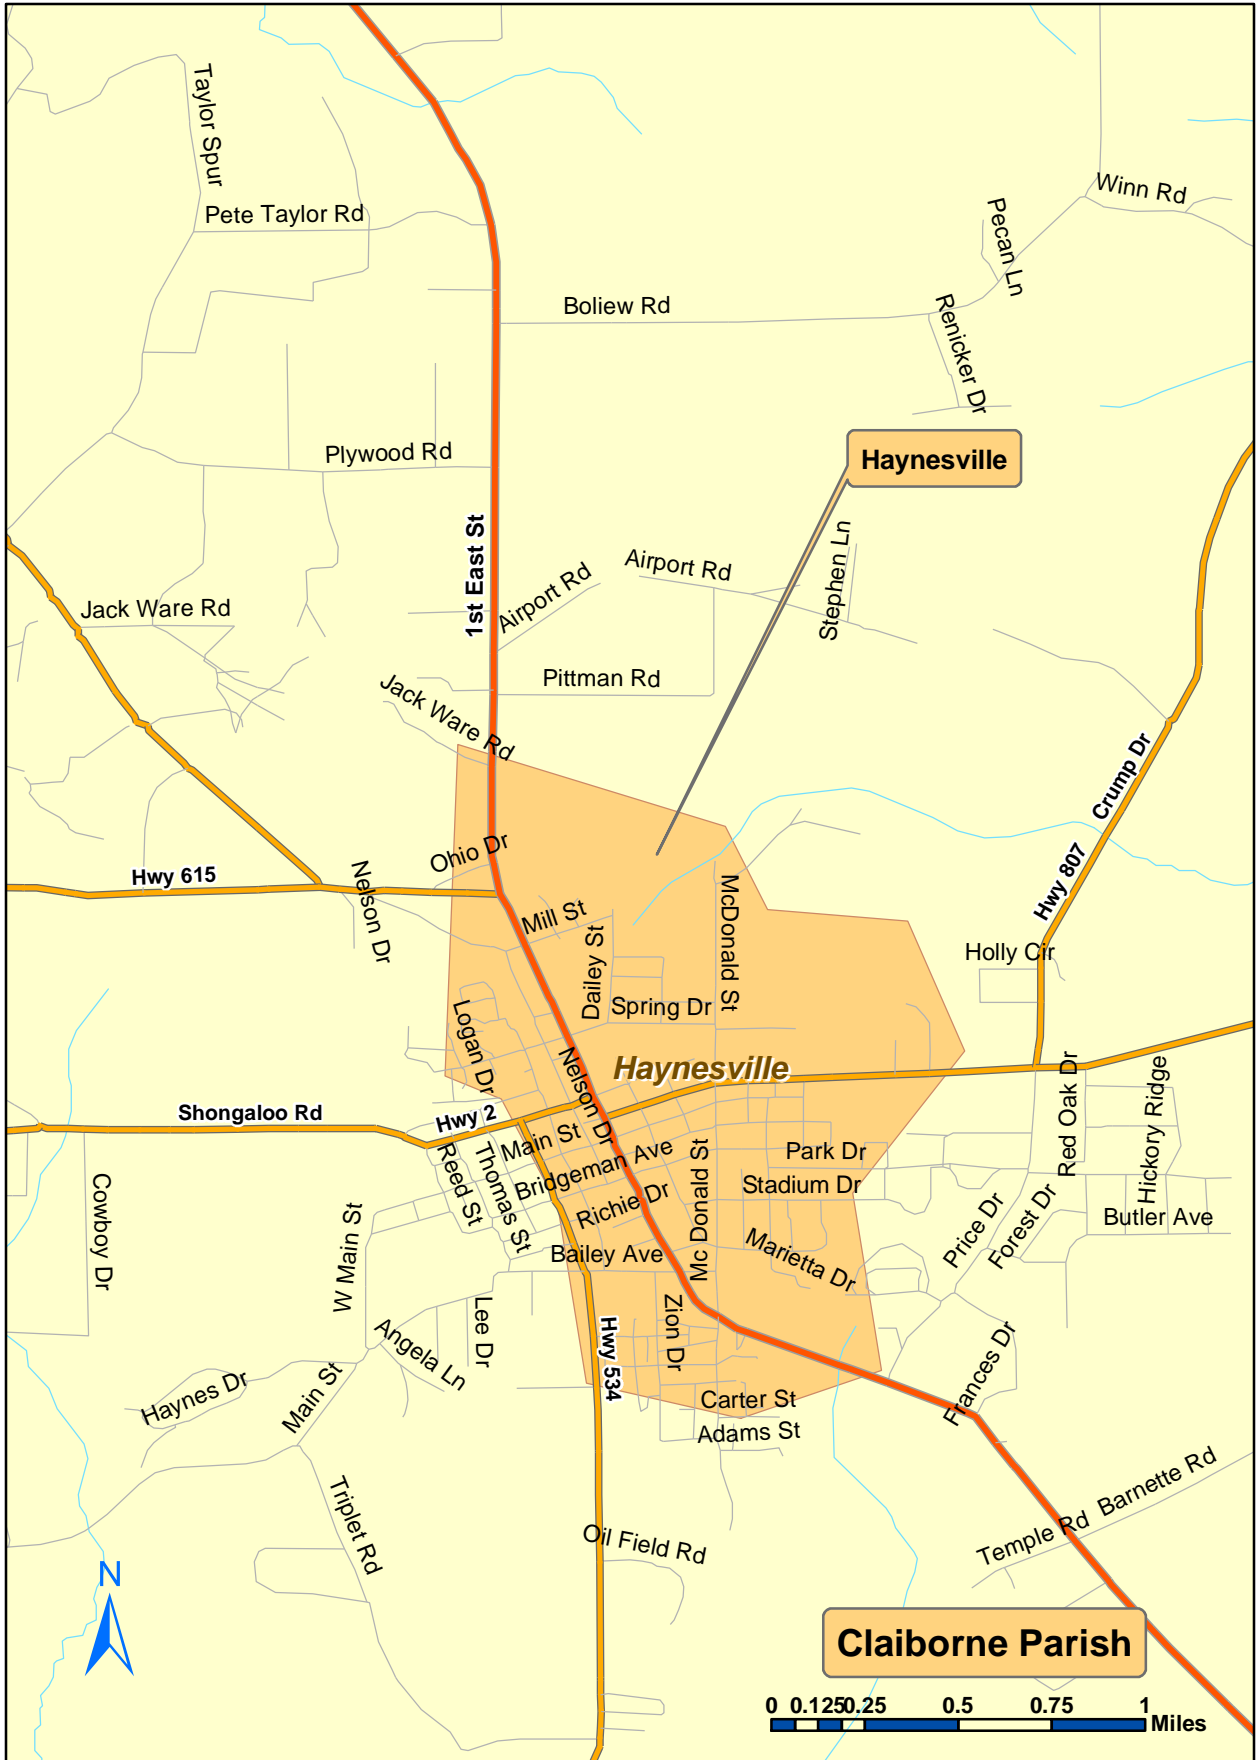 Taylor Spur
Pete Taylor Rd
Winn Rd
Pecan Ln
Boliew Rd
Renicker Dr
Plywood Rd
Haynesville
1st East St
Airport Rd
Airport Rd
Stephen Ln
Jack Ware Rd
Pittman Rd
Jack Ware Rd
Crump Dr
Ohio Dr
Hwy 615
Nelson Dr
Hwy 807
Mill St
McDonald St
Dailey St
Holly Cir
Spring Dr
Logan Dr
Haynesville
Nelson Dr
Red Oak Dr
Hickory Ridge
Shongaloo Rd
Hwy 2
Main St
Park Dr
Reed St
Thomas St
Bridgeman Ave
Mc Donald St
Stadium Dr
Cowboy Dr
Richie Dr
Price Dr
Forest Dr
Butler Ave
W Main St
Bailey Ave
Marietta Dr
Lee Dr
Zion Dr
Hwy 534
Angela Ln
Frances Dr
Haynes Dr
Main St
Carter St
Adams St
Triplet Rd
Oil Field Rd
Temple Rd
Barnette Rd
N
Claiborne Parish
0 0.125 0.25 0.5 0.75 1
Miles